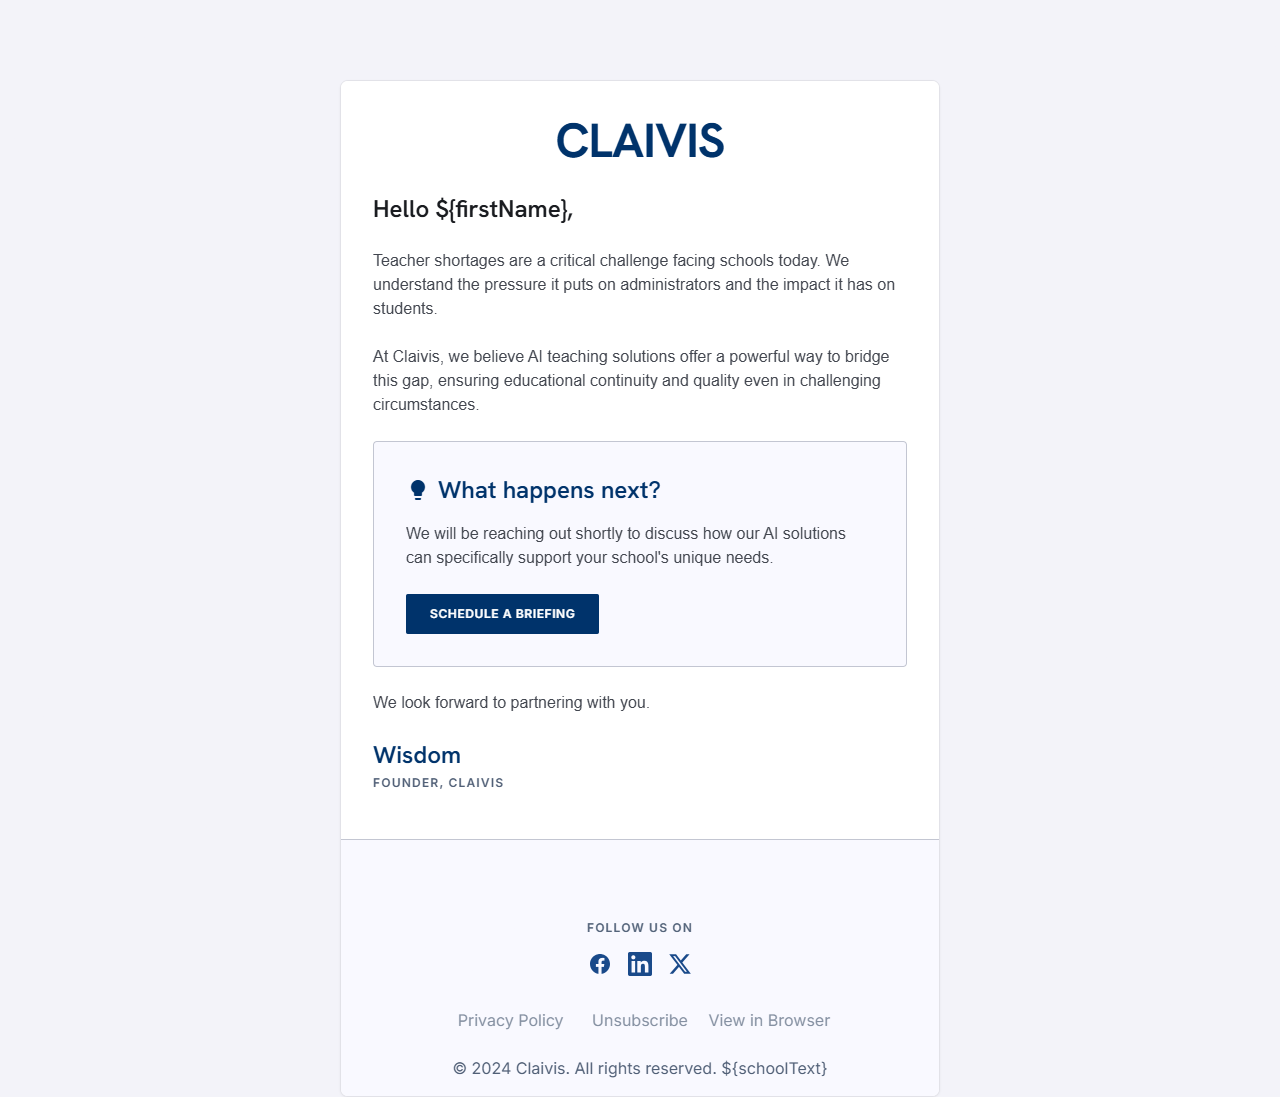 CLAIVIS
Hello ${firstName},
Teacher shortages are a critical challenge facing schools today. We
understand the pressure it puts on administrators and the impact it has on
students.
At Claivis, we believe AI teaching solutions offer a powerful way to bridge
this gap, ensuring educational continuity and quality even in challenging
circumstances.
What happens next?
We will be reaching out shortly to discuss how our AI solutions
can specifically support your school's unique needs.
SCHEDULE A BRIEFING
We look forward to partnering with you.
Wisdom
FOUNDER, CLAIVIS
FOLLOW US ON
Privacy Policy Unsubscribe View in Browser
© 2024 Claivis. All rights reserved. ${schoolText}